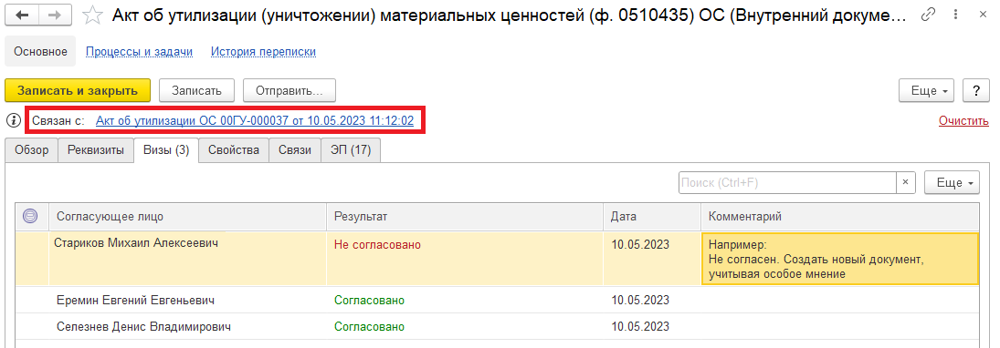 Акт об утилизации (уничтожении) материальных ценностей (ф. 0510435) ОС (Внутренний докуме...
Основное Процессы и задачи История переписки
Записать и закрыть Записать Отправить... Еще ?
Связан с: Акт об утилизации ОС 00ГУ-000037 от 10.05.2023 11:12:02 Очистить
Обзор Реквизиты Визы (3) Свойства Связи ЭП (17)
Поиск (Ctrl+F) × Еще
Согласующее лицо Результат Дата Комментарий
Стариков Михаил Алексеевич Не согласовано 10.05.2023 Например:
Не согласен. Создать новый документ,
учитывая особое мнение
Еремин Евгений Евгеньевич Согласовано 10.05.2023
Селезнев Денис Владимирович Согласовано 10.05.2023